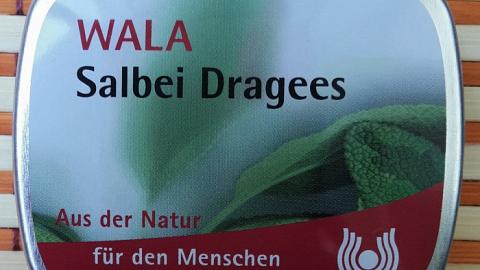 WALA
Salbei Dragees
Aus der Natur
für den Menschen